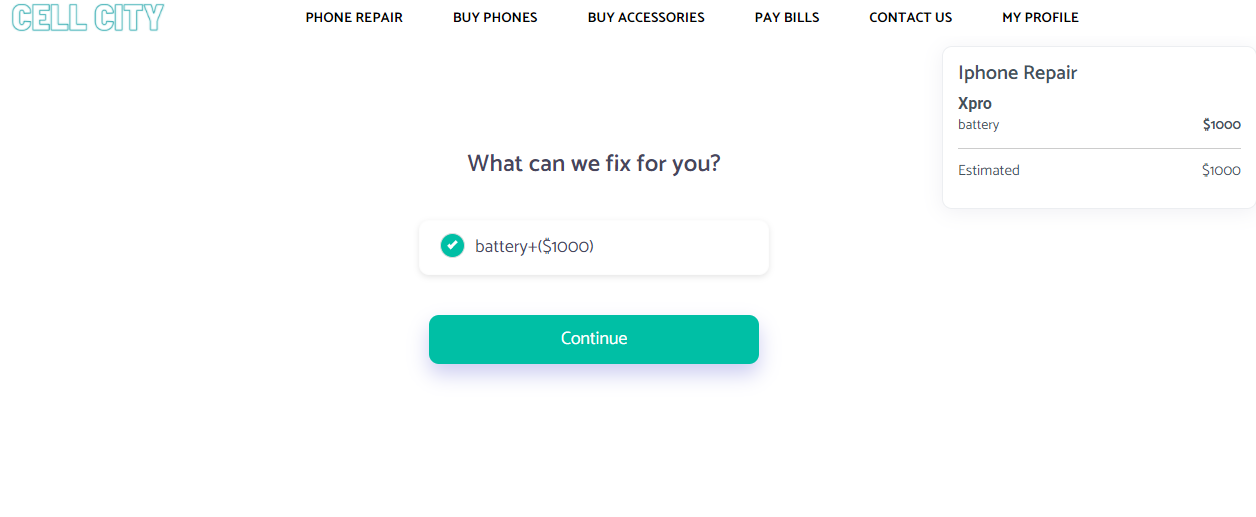 CELL CITY
PHONE REPAIR BUY PHONES BUY ACCESSORIES PAY BILLS CONTACT US MY PROFILE
Iphone Repair
Xpro
battery $1000
Estimated $1000
What can we fix for you?
battery+($1000)
Continue